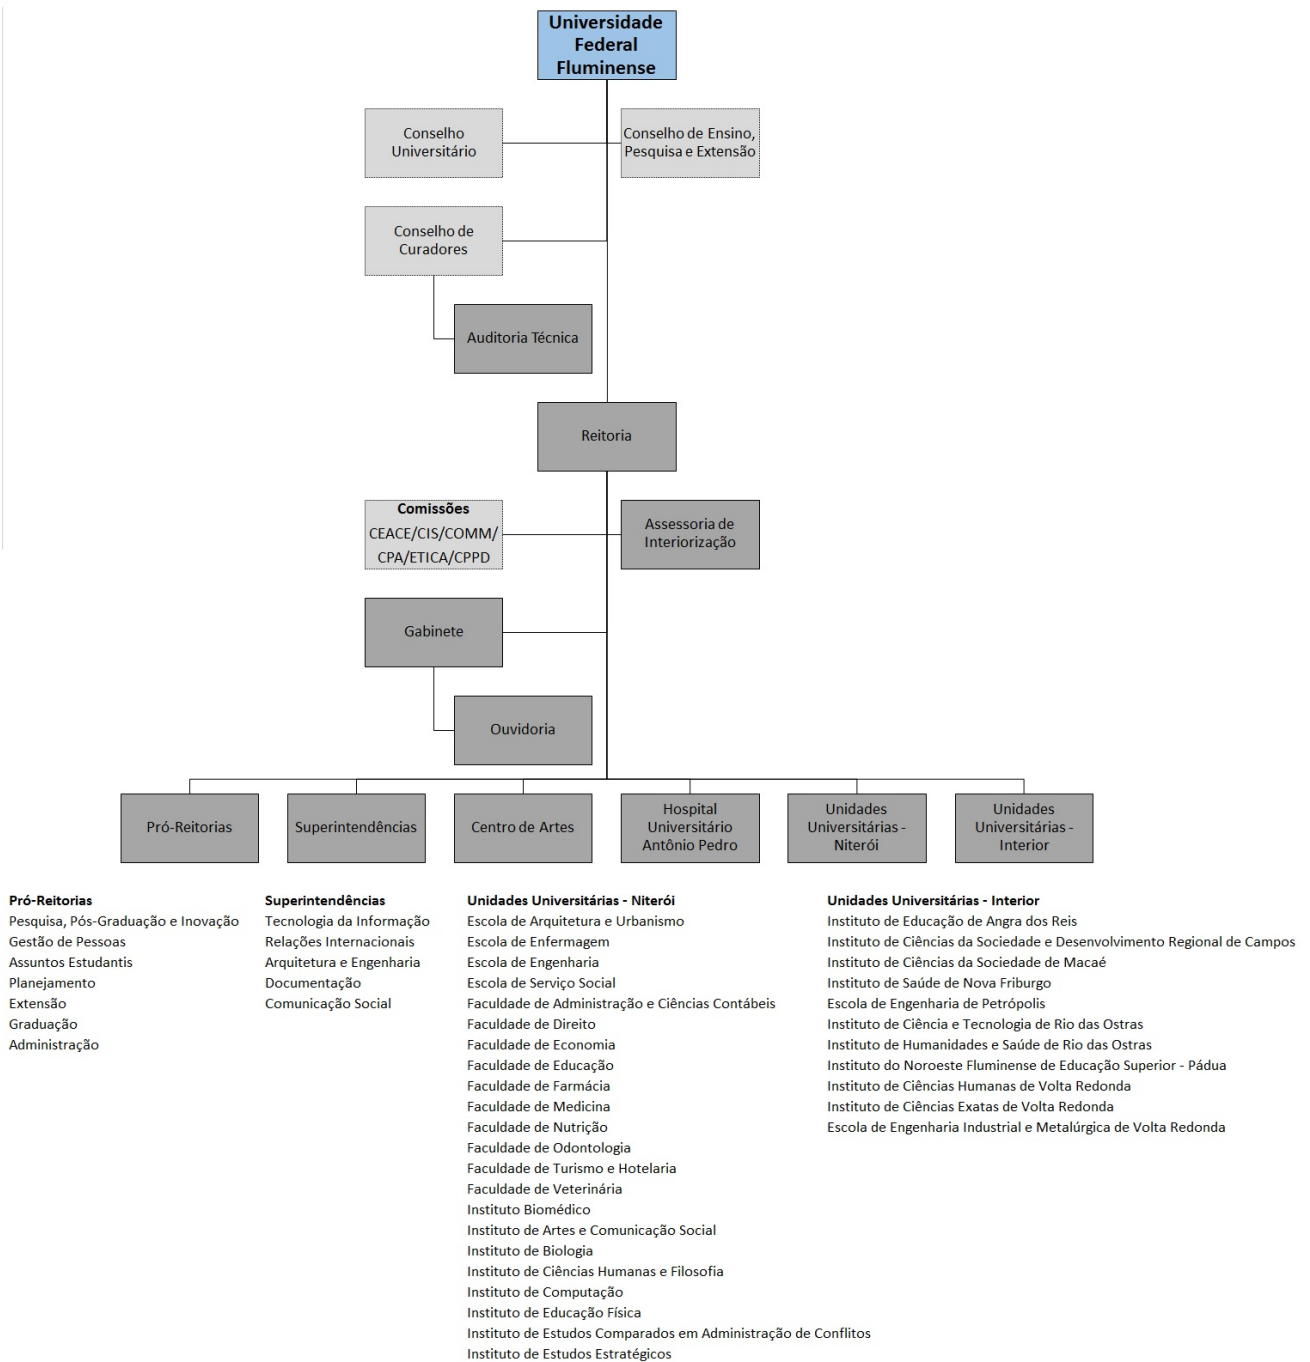 Universidade
Federal
Fluminense
Conselho
Universitário
Conselho de Ensino,
Pesquisa e Extensão
Conselho de
Curadores
Auditoria Técnica
Reitoria
Comissões
CEACE/CIS/COMM/
CPA/ETICA/CPPD
Assessoria de
Interiorização
Gabinete
Ouvidoria
Pró-Reitorias
Superintendências
Centro de Artes
Hospital
Universitário
Antônio Pedro
Unidades
Universitárias -
Niterói
Unidades
Universitárias -
Interior
Pró-Reitorias
Pesquisa, Pós-Graduação e Inovação
Gestão de Pessoas
Assuntos Estudantis
Planejamento
Extensão
Graduação
Administração
Superintendências
Tecnologia da Informação
Relações Internacionais
Arquitetura e Engenharia
Documentação
Comunicação Social
Unidades Universitárias - Niterói
Escola de Arquitetura e Urbanismo
Escola de Enfermagem
Escola de Engenharia
Escola de Serviço Social
Faculdade de Administração e Ciências Contábeis
Faculdade de Direito
Faculdade de Economia
Faculdade de Educação
Faculdade de Farmácia
Faculdade de Medicina
Faculdade de Nutrição
Faculdade de Odontologia
Faculdade de Turismo e Hotelaria
Faculdade de Veterinária
Instituto Biomédico
Instituto de Artes e Comunicação Social
Instituto de Biologia
Instituto de Ciências Humanas e Filosofia
Instituto de Computação
Instituto de Educação Física
Instituto de Estudos Comparados em Administração de Conflitos
Instituto de Estudos Estratégicos
Unidades Universitárias - Interior
Instituto de Educação de Angra dos Reis
Instituto de Ciências da Sociedade e Desenvolvimento Regional de Campos
Instituto de Ciências da Sociedade de Macaé
Instituto de Saúde de Nova Friburgo
Escola de Engenharia de Petrópolis
Instituto de Ciência e Tecnologia de Rio das Ostras
Instituto de Humanidades e Saúde de Rio das Ostras
Instituto do Noroeste Fluminense de Educação Superior - Pádua
Instituto de Ciências Humanas de Volta Redonda
Instituto de Ciências Exatas de Volta Redonda
Escola de Engenharia Industrial e Metalúrgica de Volta Redonda